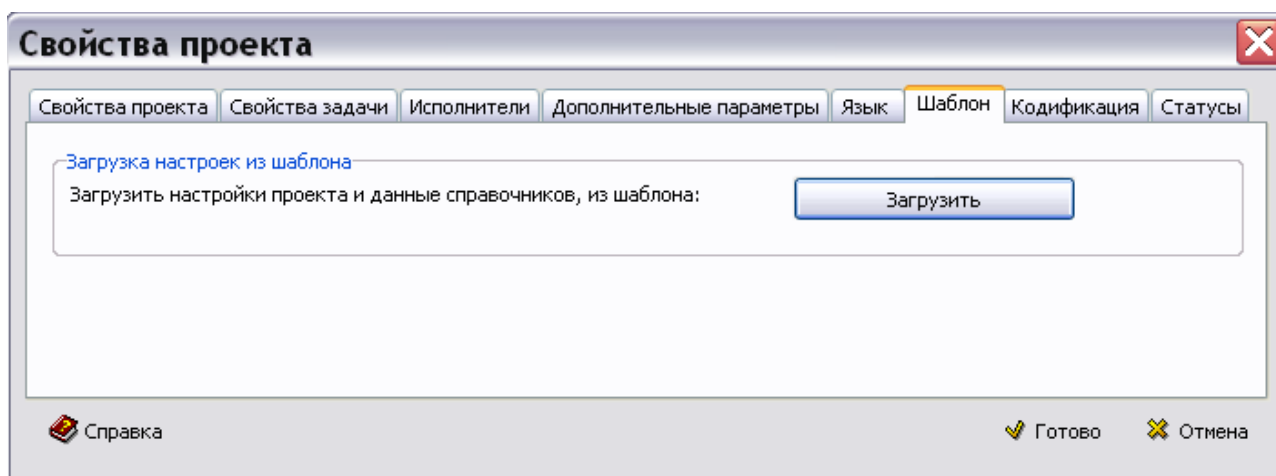 Свойства проекта
Свойства проекта Свойства задачи Исполнители Дополнительные параметры Язык Шаблон Кодификация Статусы
Загрузка настроек из шаблона
Загрузить настройки проекта и данные справочников, из шаблона: Загрузить
Справка Готово Отмена